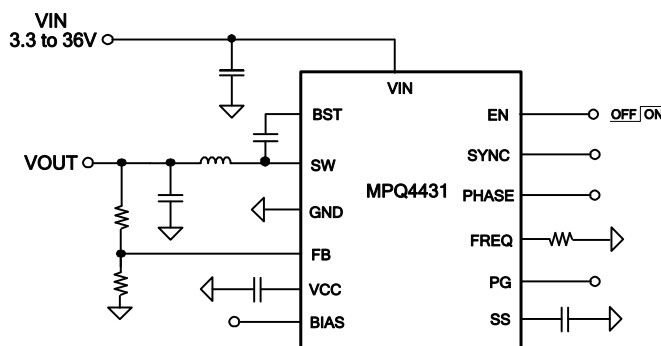 VIN
3.3 to 36V
VIN
BST
EN
OFF ON
SYNC
VOUT
SW
MPQ4431
PHASE
GND
FREQ
FB
PG
VCC
SS
BIAS